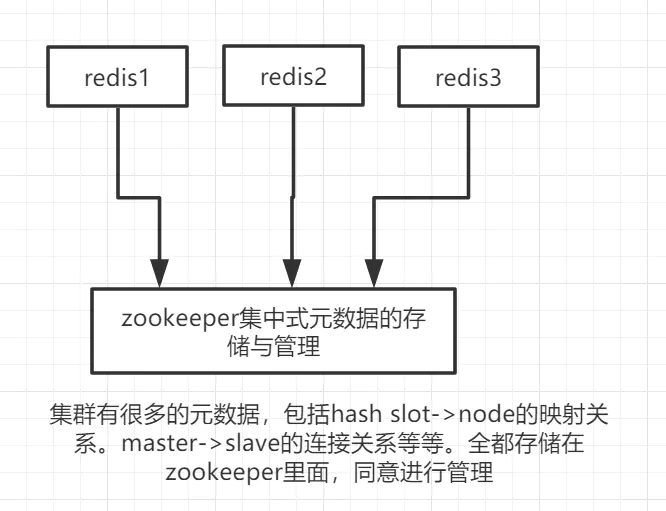 redis1
redis2
redis3
zookeeper集中式元数据的存
储与管理
集群有很多的元数据，包括hash slot->node的映射关
系。master->slave的连接关系等等。全都存储在
zookeeper里面，同意进行管理